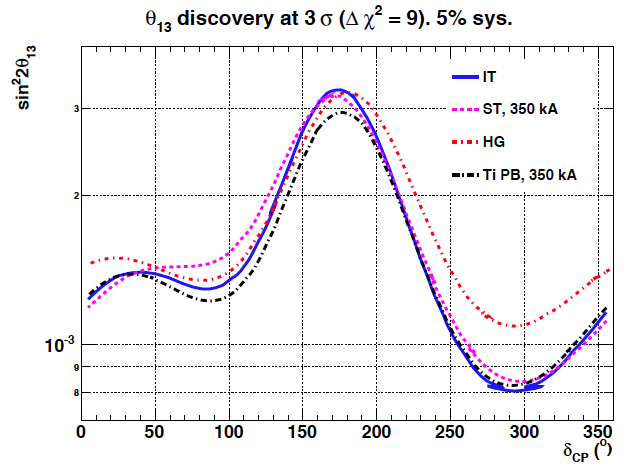 θ13 discovery at 3 σ (Δ χ² = 9). 5% sys.
sin²2θ13
IT
ST, 350 kA
HG
Ti PB, 350 kA
3
2
10⁻³
9
8
0 50 100 150 200 250 300 350
δCP (⁰)